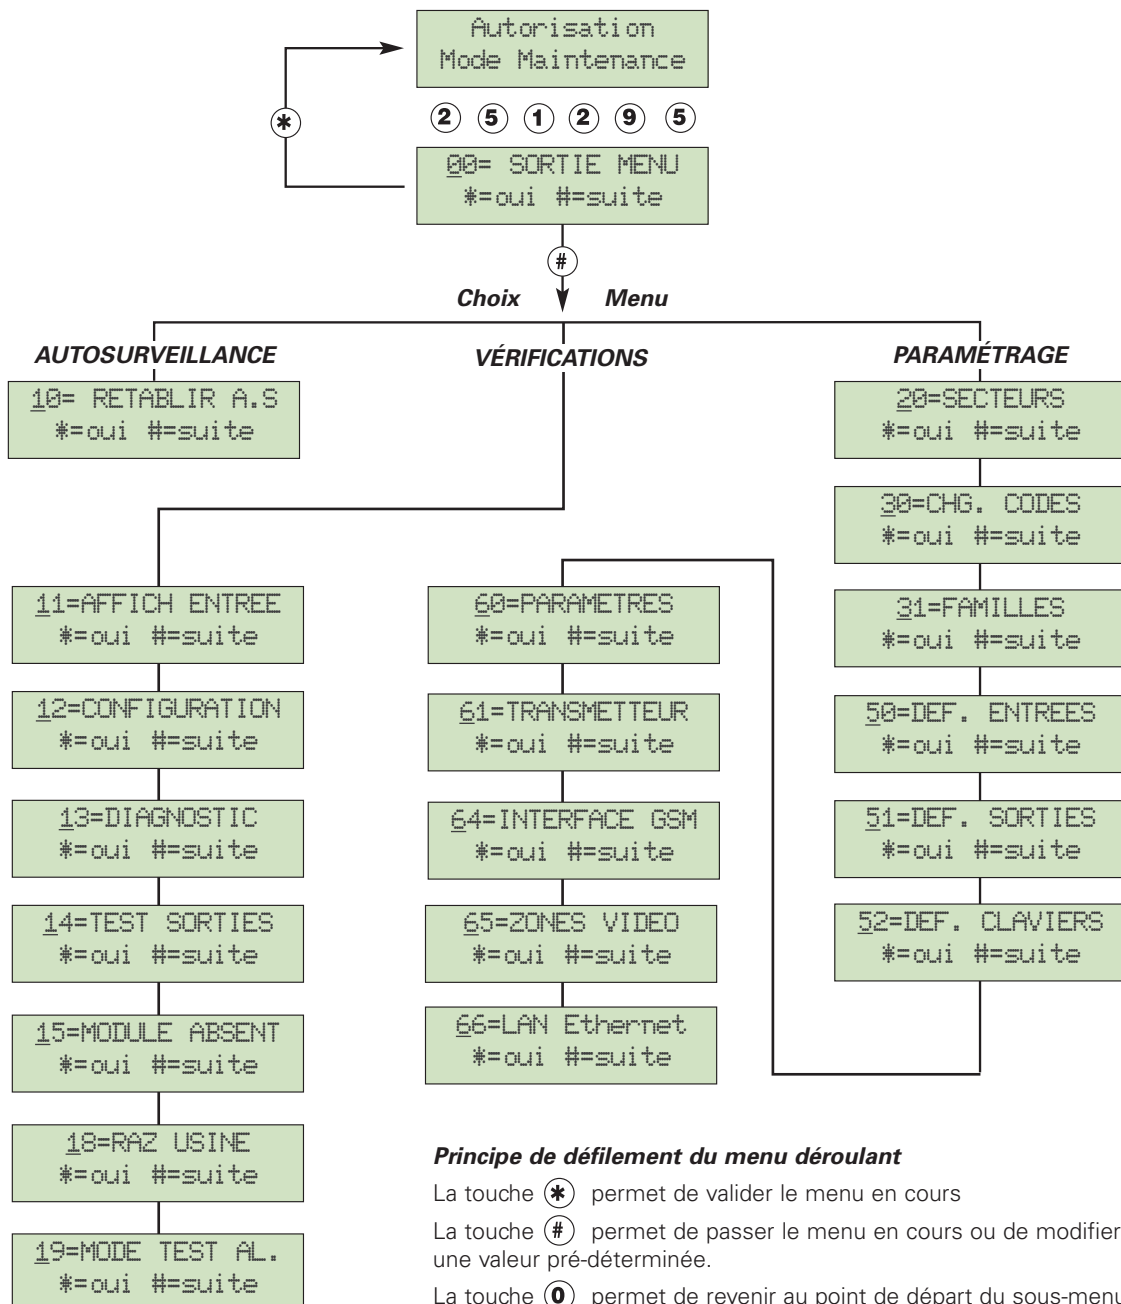 Autorisation
Mode Maintenance
*
2 5 1 2 9 5
00= SORTIE MENU
*=oui #=suite
#
Choix Menu
AUTOSURVEILLANCE
10= RETABLIR A.S
*=oui #=suite
VÉRIFICATIONS
11=AFFICH ENTREE
*=oui #=suite
12=CONFIGURATION
*=oui #=suite
13=DIAGNOSTIC
*=oui #=suite
14=TEST SORTIES
*=oui #=suite
15=MODULE ABSENT
*=oui #=suite
18=RAZ USINE
*=oui #=suite
19=MODE TEST AL.
*=oui #=suite
PARAMÉTRAGE
20=SECTEURS
*=oui #=suite
30=CHG. CODES
*=oui #=suite
31=FAMILLES
*=oui #=suite
50=DEF. ENTREES
*=oui #=suite
51=DEF. SORTIES
*=oui #=suite
52=DEF. CLAVIERS
*=oui #=suite
60=PARAMETRES
*=oui #=suite
61=TRANSMETTEUR
*=oui #=suite
64=INTERFACE GSM
*=oui #=suite
65=ZONES VIDEO
*=oui #=suite
66=LAN Ethernet
*=oui #=suite
Principe de défilement du menu déroulant
La touche * permet de valider le menu en cours
La touche # permet de passer le menu en cours ou de modifier
une valeur pré-déterminée.
La touche 0 permet de revenir au point de départ du sous-menu